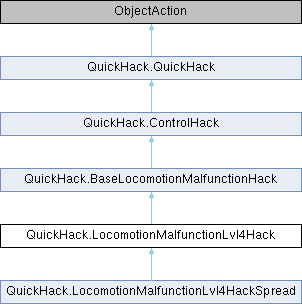 ObjectAction
QuickHack.QuickHack
QuickHack.ControlHack
QuickHack.BaseLocomotionMalfunctionHack
QuickHack.LocomotionMalfunctionLvl4Hack
QuickHack.LocomotionMalfunctionLvl4HackSpread